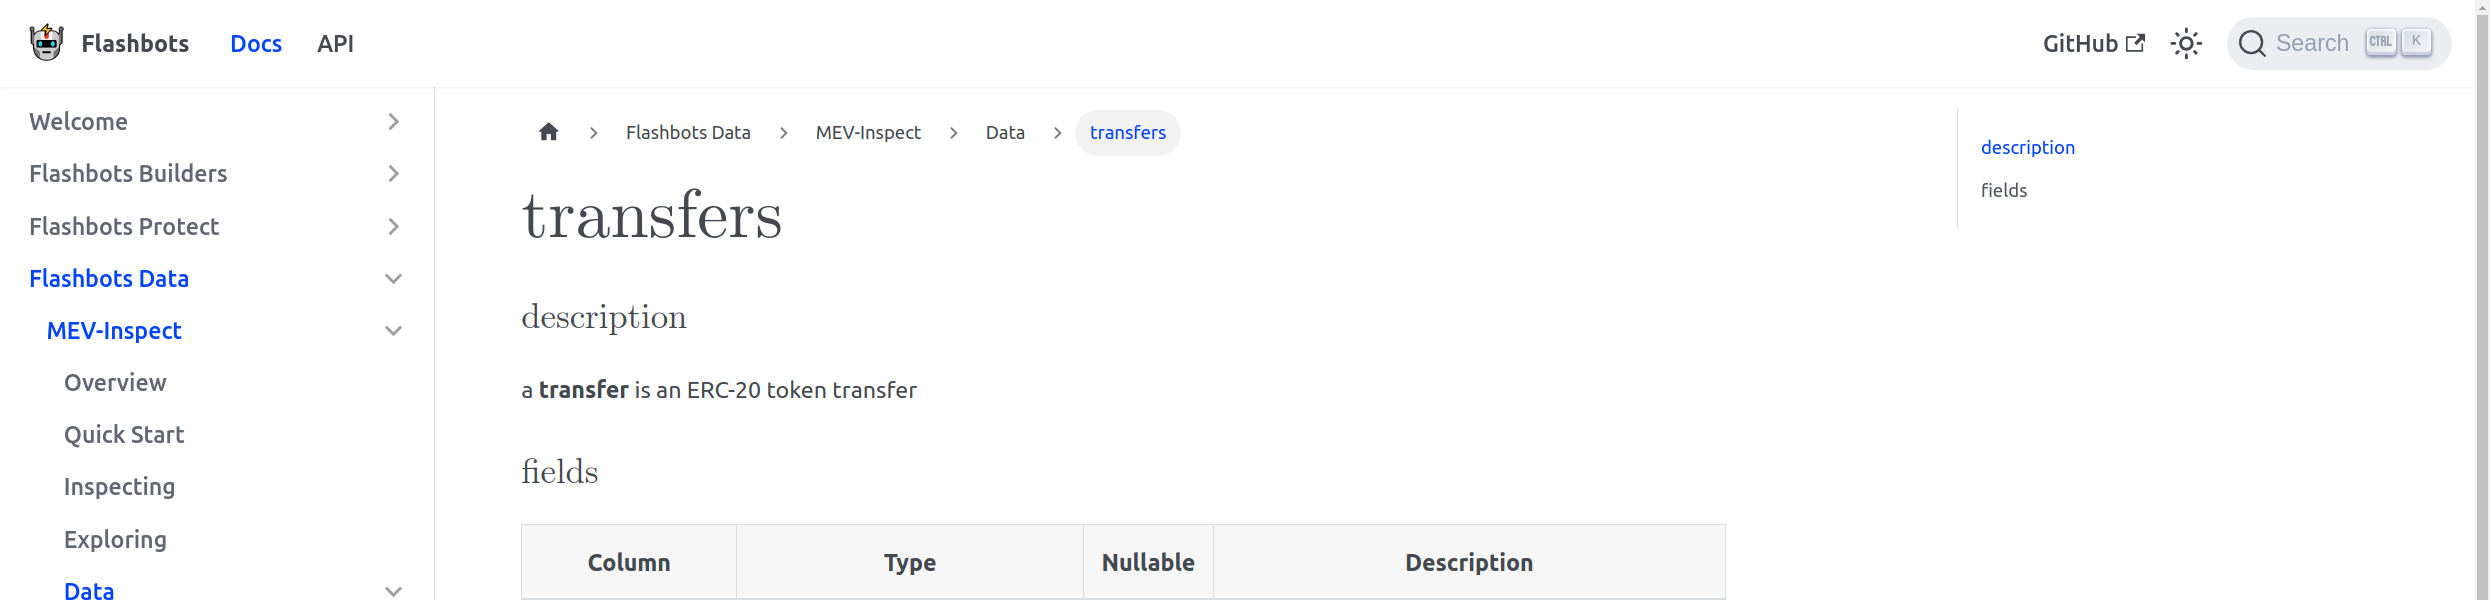 Flashbots Docs API GitHub Search CTRL K
Welcome
Flashbots Builders
Flashbots Protect
Flashbots Data
MEV-Inspect
Overview
Quick Start
Inspecting
Exploring
Data
Flashbots Data MEV-Inspect Data transfers
transfers
description
a transfer is an ERC-20 token transfer
fields
Column Type Nullable Description
description
fields